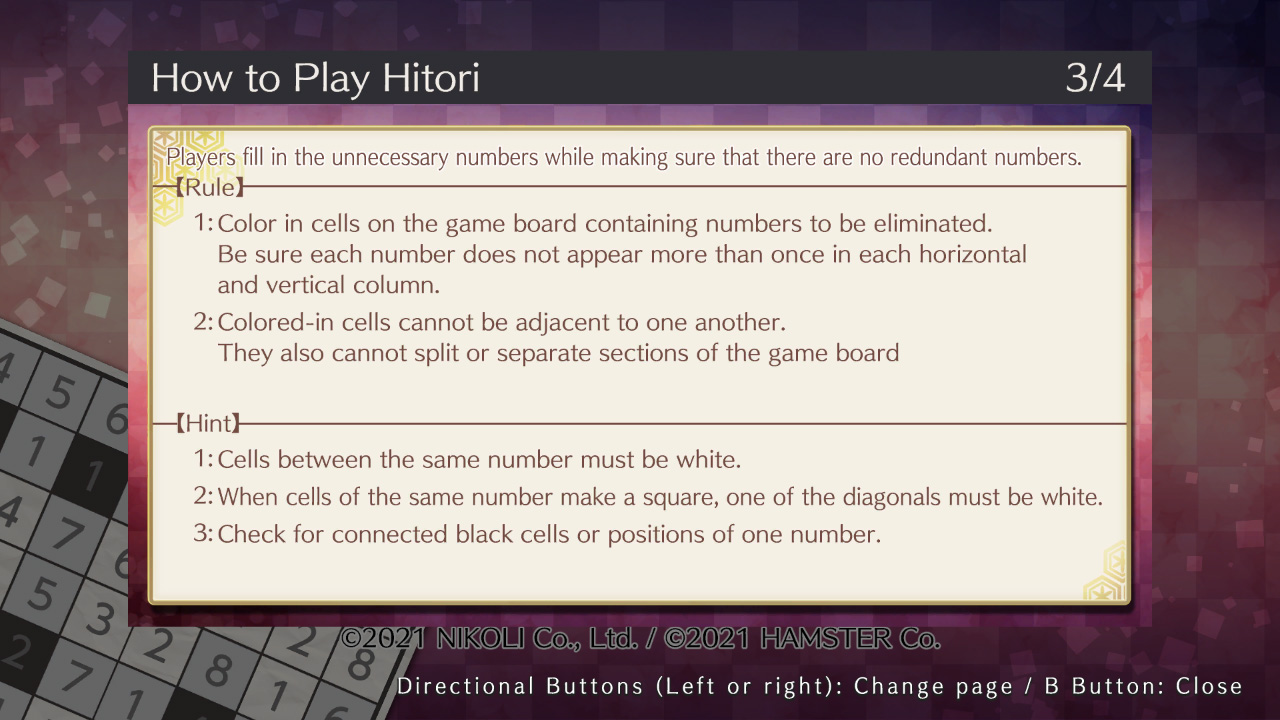 How to Play Hitori
3/4
Players fill in the unnecessary numbers while making sure that there are no redundant numbers.
【Rule】
1: Color in cells on the game board containing numbers to be eliminated.
Be sure each number does not appear more than once in each horizontal
and vertical column.
2: Colored-in cells cannot be adjacent to one another.
They also cannot split or separate sections of the game board
【Hint】
1: Cells between the same number must be white.
2: When cells of the same number make a square, one of the diagonals must be white.
3: Check for connected black cells or positions of one number.
4 5 6
1 1
4 7 6
5 3 2 2
2 7 8 8
1 1
©2021 NIKOLI Co., Ltd. / ©2021 HAMSTER Co.
Directional Buttons (Left or right): Change page / B Button: Close